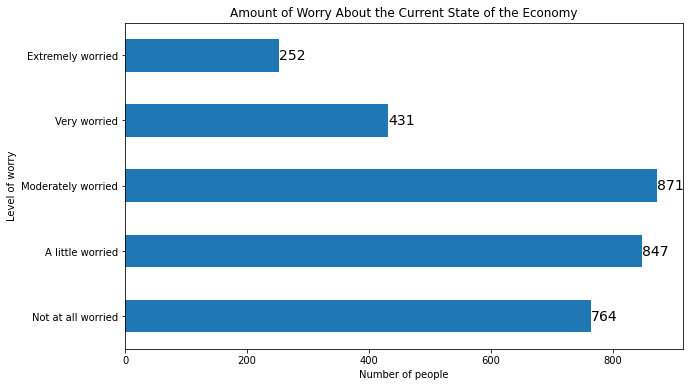 Amount of Worry About the Current State of the Economy
Level of worry
Extremely worried 252
Very worried 431
Moderately worried 871
A little worried 847
Not at all worried 764
0 200 400 600 800
Number of people